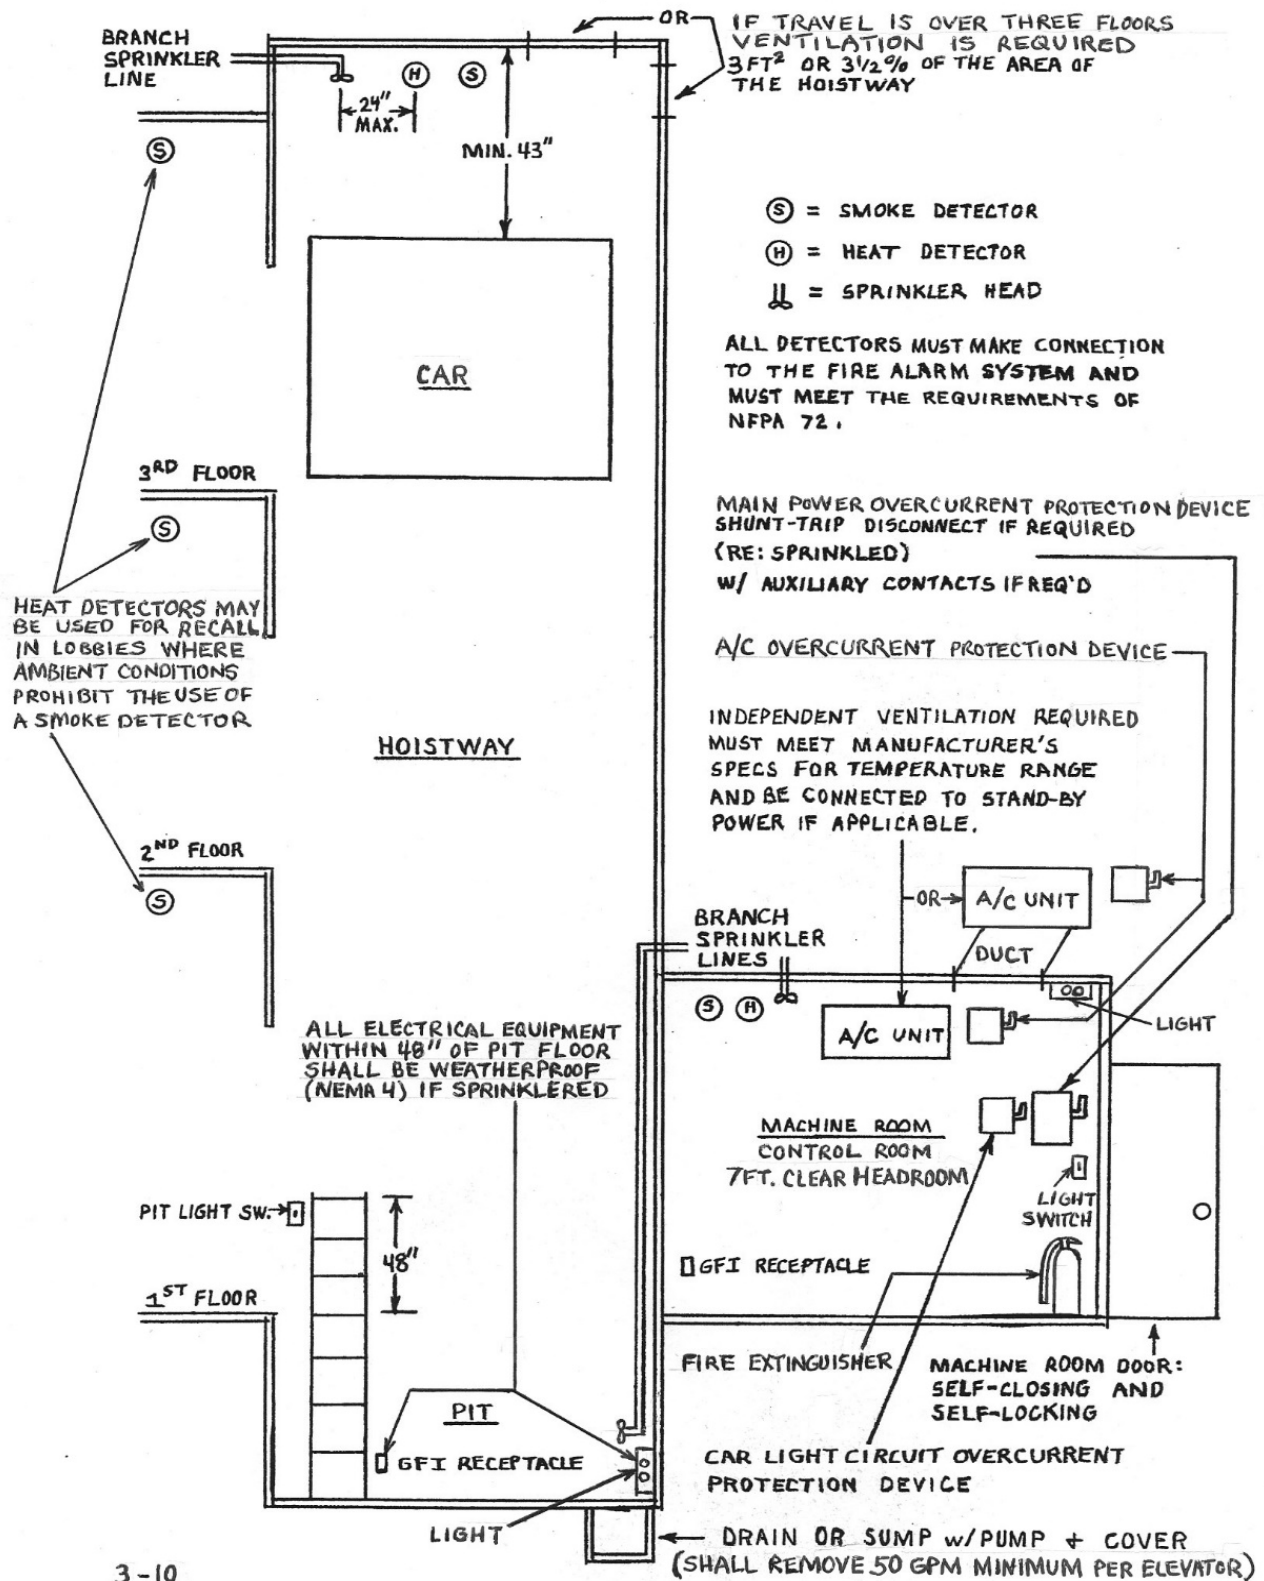 OR
IF TRAVEL IS OVER THREE FLOORS
VENTILATION IS REQUIRED
3FT² OR 3 1/2 % OF THE AREA OF
THE HOISTWAY
BRANCH
SPRINKLER
LINE
H
S
24"
MAX.
MIN. 43"
S
S = SMOKE DETECTOR
H = HEAT DETECTOR
= SPRINKLER HEAD
ALL DETECTORS MUST MAKE CONNECTION
TO THE FIRE ALARM SYSTEM AND
MUST MEET THE REQUIREMENTS OF
NFPA 72.
CAR
3RD FLOOR
S
MAIN POWER OVERCURRENT PROTECTION DEVICE
SHUNT-TRIP DISCONNECT IF REQUIRED
(RE: SPRINKLED)
W/ AUXILIARY CONTACTS IF REQ'D
HEAT DETECTORS MAY
BE USED FOR RECALL
IN LOBBIES WHERE
AMBIENT CONDITIONS
PROHIBIT THE USE OF
A SMOKE DETECTOR
A/C OVERCURRENT PROTECTION DEVICE
HOISTWAY
INDEPENDENT VENTILATION REQUIRED
MUST MEET MANUFACTURER'S
SPECS FOR TEMPERATURE RANGE
AND BE CONNECTED TO STAND-BY
POWER IF APPLICABLE.
2ND FLOOR
S
OR
A/C UNIT
DUCT
BRANCH
SPRINKLER
LINES
S
H
A/C UNIT
LIGHT
ALL ELECTRICAL EQUIPMENT
WITHIN 48" OF PIT FLOOR
SHALL BE WEATHERPROOF
(NEMA 4) IF SPRINKLERED
MACHINE ROOM
CONTROL ROOM
7FT. CLEAR HEADROOM
LIGHT
SWITCH
PIT LIGHT SW.
48"
GFI RECEPTACLE
1ST FLOOR
FIRE EXTINGUISHER
MACHINE ROOM DOOR:
SELF-CLOSING AND
SELF-LOCKING
PIT
GFI RECEPTACLE
CAR LIGHT CIRCUIT OVERCURRENT
PROTECTION DEVICE
LIGHT
DRAIN OR SUMP w/PUMP + COVER
(SHALL REMOVE 50 GPM MINIMUM PER ELEVATOR)
3-10